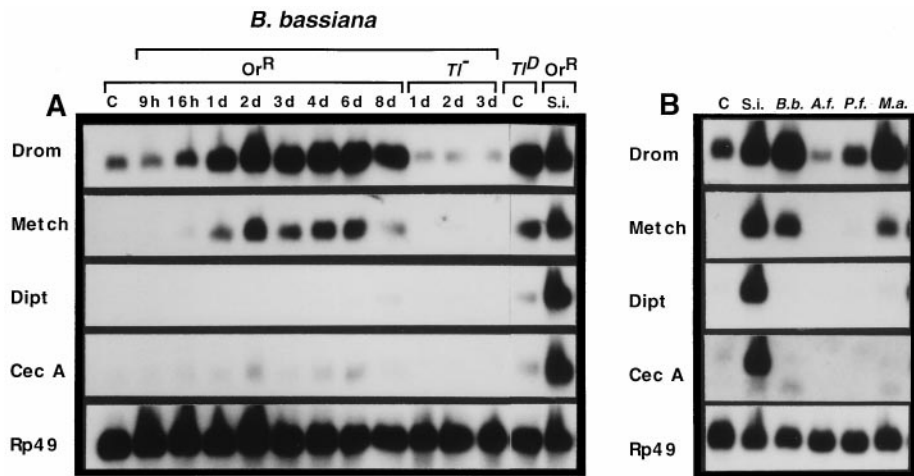 B. bassiana
OrR Tl- TlD OrR
A C 9h 16h 1d 2d 3d 4d 6d 8d 1d 2d 3d C S.i.
Drom
Metch
Dipt
Cec A
Rp49
B C S.i. B.b. A.f. P.f. M.a.
Drom
Metch
Dipt
Cec A
Rp49